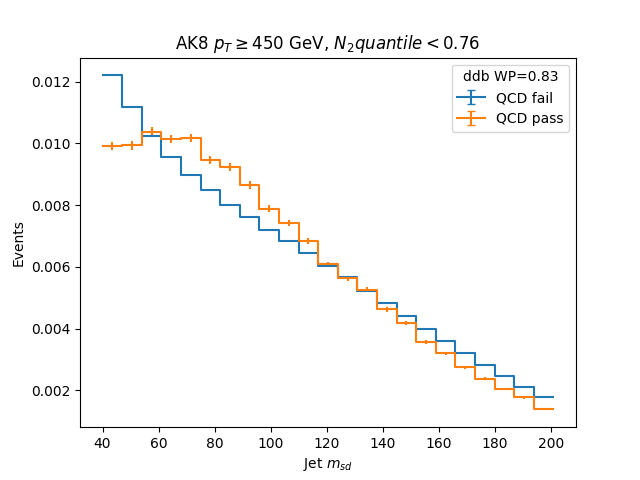 AK8 $p_T \geq 450$ GeV, $N_2quantile < 0.76$
ddb WP=0.83
QCD fail
QCD pass
Events
0.012
0.010
0.008
0.006
0.004
0.002
40 60 80 100 120 140 160 180 200
Jet $m_{sd}$